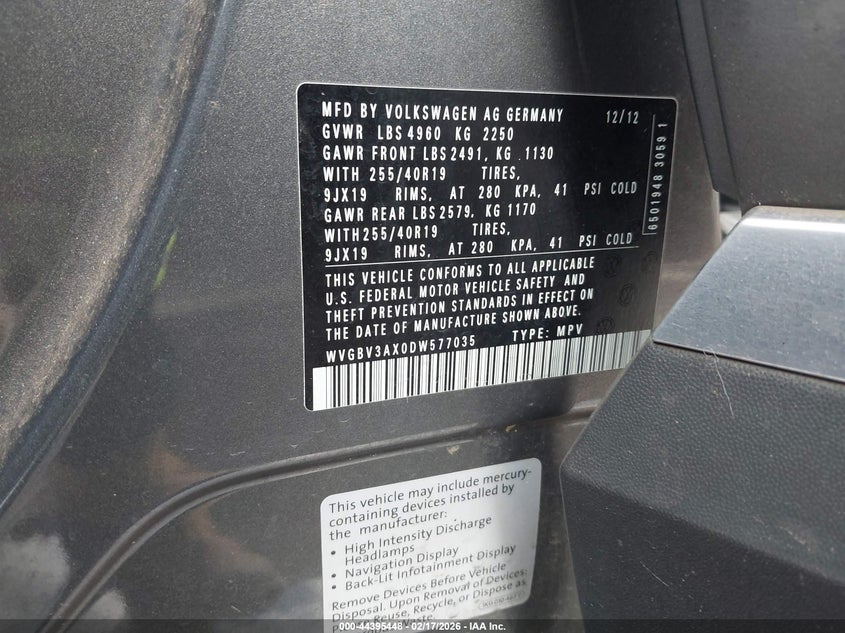 MFD BY VOLKSWAGEN AG GERMANY 12/12
GVWR LBS 4960 KG 2250
GAWR FRONT LBS 2491, KG .1130
WITH 255/40R19 TIRES,
9JX19 RIMS, AT 280 KPA, 41 PSI COLD
GAWR REAR LBS 2579, KG 1170
WITH255/40R19 TIRES,
9JX19 RIMS, AT 280 KPA, 41 PSI COLD
6501948 3059 1
THIS VEHICLE CONFORMS TO ALL APPLICABLE
U.S. FEDERAL MOTOR VEHICLE SAFETY AND
THEFT PREVENTION STANDARDS IN EFFECT ON
THE DATE OF MANUFACTURE SHOWN ABOVE.
WVGBV3AX0DW577035 TYPE: MPV
This vehicle may include mercury-
containing devices installed by
the manufacturer:
• High Intensity Discharge
Headlamps
• Navigation Display
• Back-Lit Infotainment Display
Remove Devices Before Vehicle
Disposal. Upon Removal of Devices:
Reuse, Recycle, or Dispose as
000-44395448 - 02/17/2026 - IAA Inc.